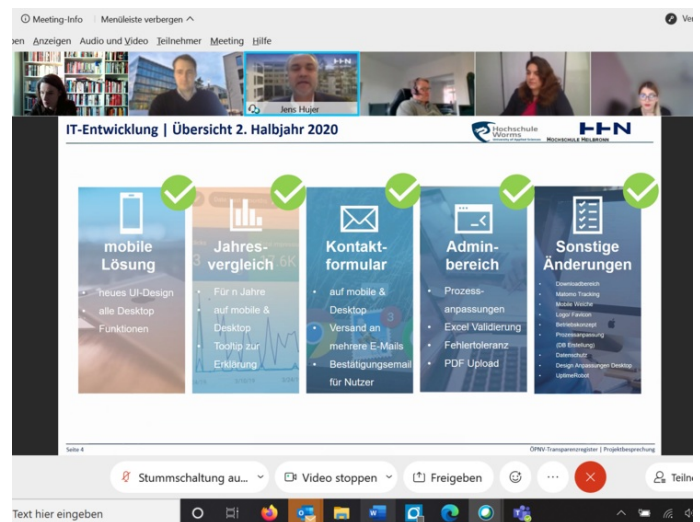 Meeting-Info
Menüleiste verbergen
Anzeigen Audio und Video Teilnehmer Meeting Hilfe
Jens Hujer
IT-Entwicklung | Übersicht 2. Halbjahr 2020
Hochschule
Worms
University of Applied Sciences
HHN
HOCHSCHULE HEILBRONN
mobile
Lösung
• neues UI-Design
• alle Desktop
Funktionen
Jahres-
vergleich
• Für n Jahre
• auf mobile &
Desktop
• Tooltip zur
Erklärung
Kontakt-
formular
• auf mobile &
Desktop
• Versand an
mehrere E-Mails
• Bestätigungsemail
für Nutzer
Admin-
bereich
• Prozess-
anpassungen
• Excel Validierung
• Fehlertoleranz
• PDF Upload
Sonstige
Änderungen
• Downloadbereich
• Matomo Tracking
• Mobile Weiche
• Logo/ Favicon
• Betriebskonzept
• Prozessanpassung
(DB Erstellung)
• Datenschutz
• Design Anpassungen Desktop
• UptimeRobot
Seite 4
ÖPNV-Transparenzregister | Projektbesprechung
Stummschaltung au...
Video stoppen
Freigeben
Text hier eingeben